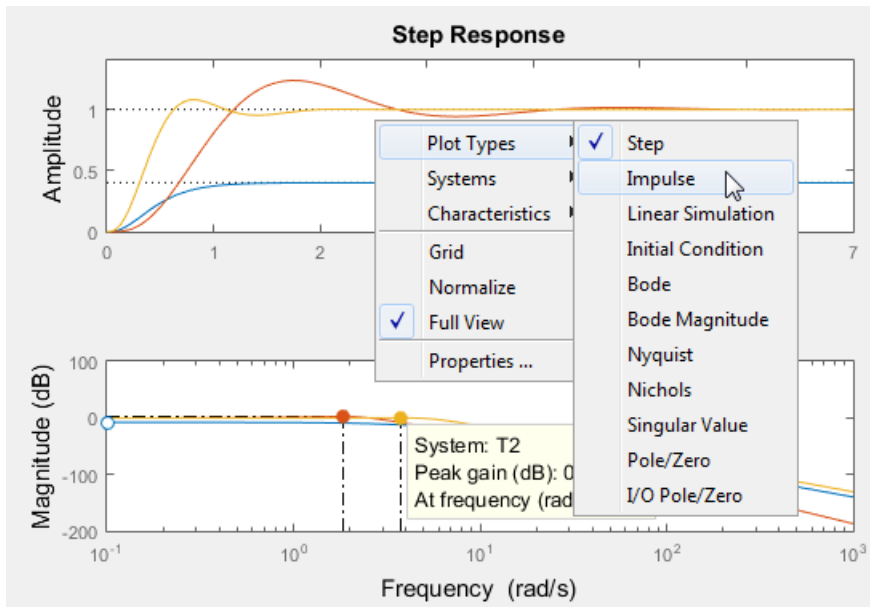 Step Response
Amplitude
1
0.5
0
0 1 2 7
Plot Types
Systems
Characteristics
Grid
Normalize
Full View
Properties ...
Step
Impulse
Linear Simulation
Initial Condition
Bode
Bode Magnitude
Nyquist
Nichols
Singular Value
Pole/Zero
I/O Pole/Zero
Magnitude (dB)
100
0
-100
-200
System: T2
Peak gain (dB): 0
At frequency (rad
10-1 100 101 102 103
Frequency (rad/s)